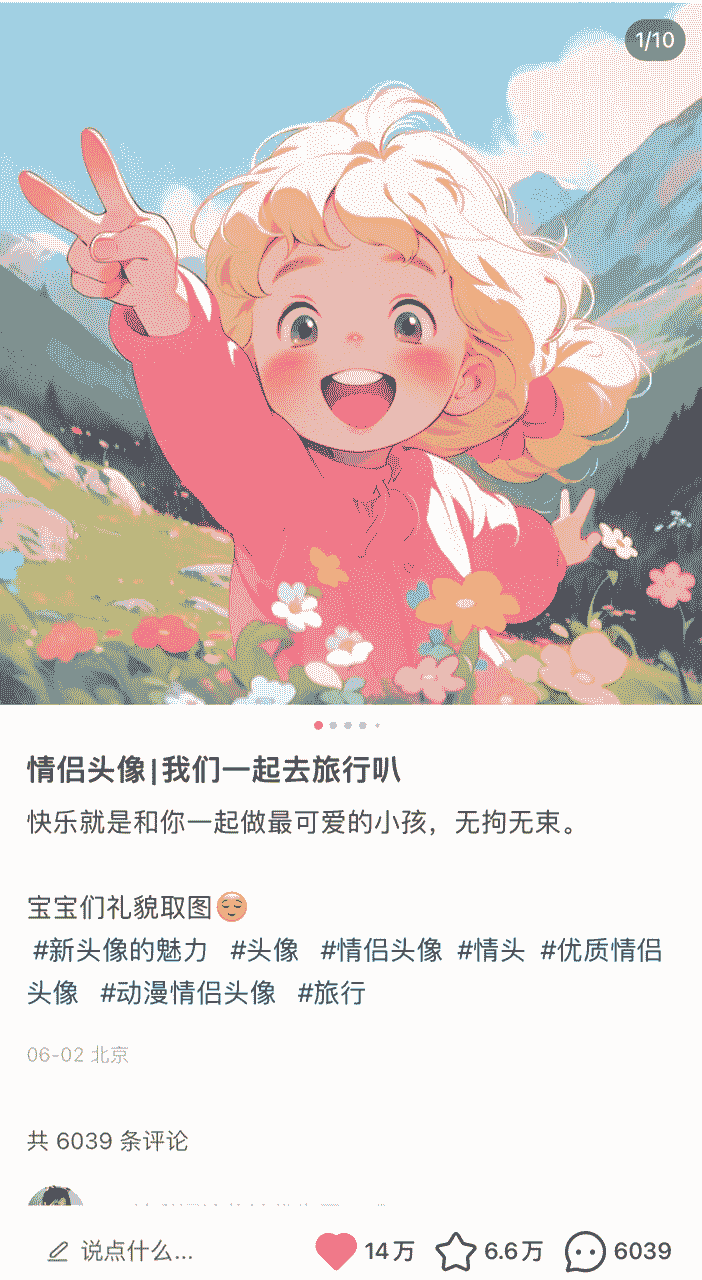 1/10
情侣头像|我们一起去旅行叭
快乐就是和你一起做最可爱的小孩，无拘无束。
宝宝们礼貌取图😌
#新头像的魅力 #头像 #情侣头像 #情头 #优质情侣
头像 #动漫情侣头像 #旅行
06-02 北京
共 6039 条评论
说点什么... 14万 6.6万 6039